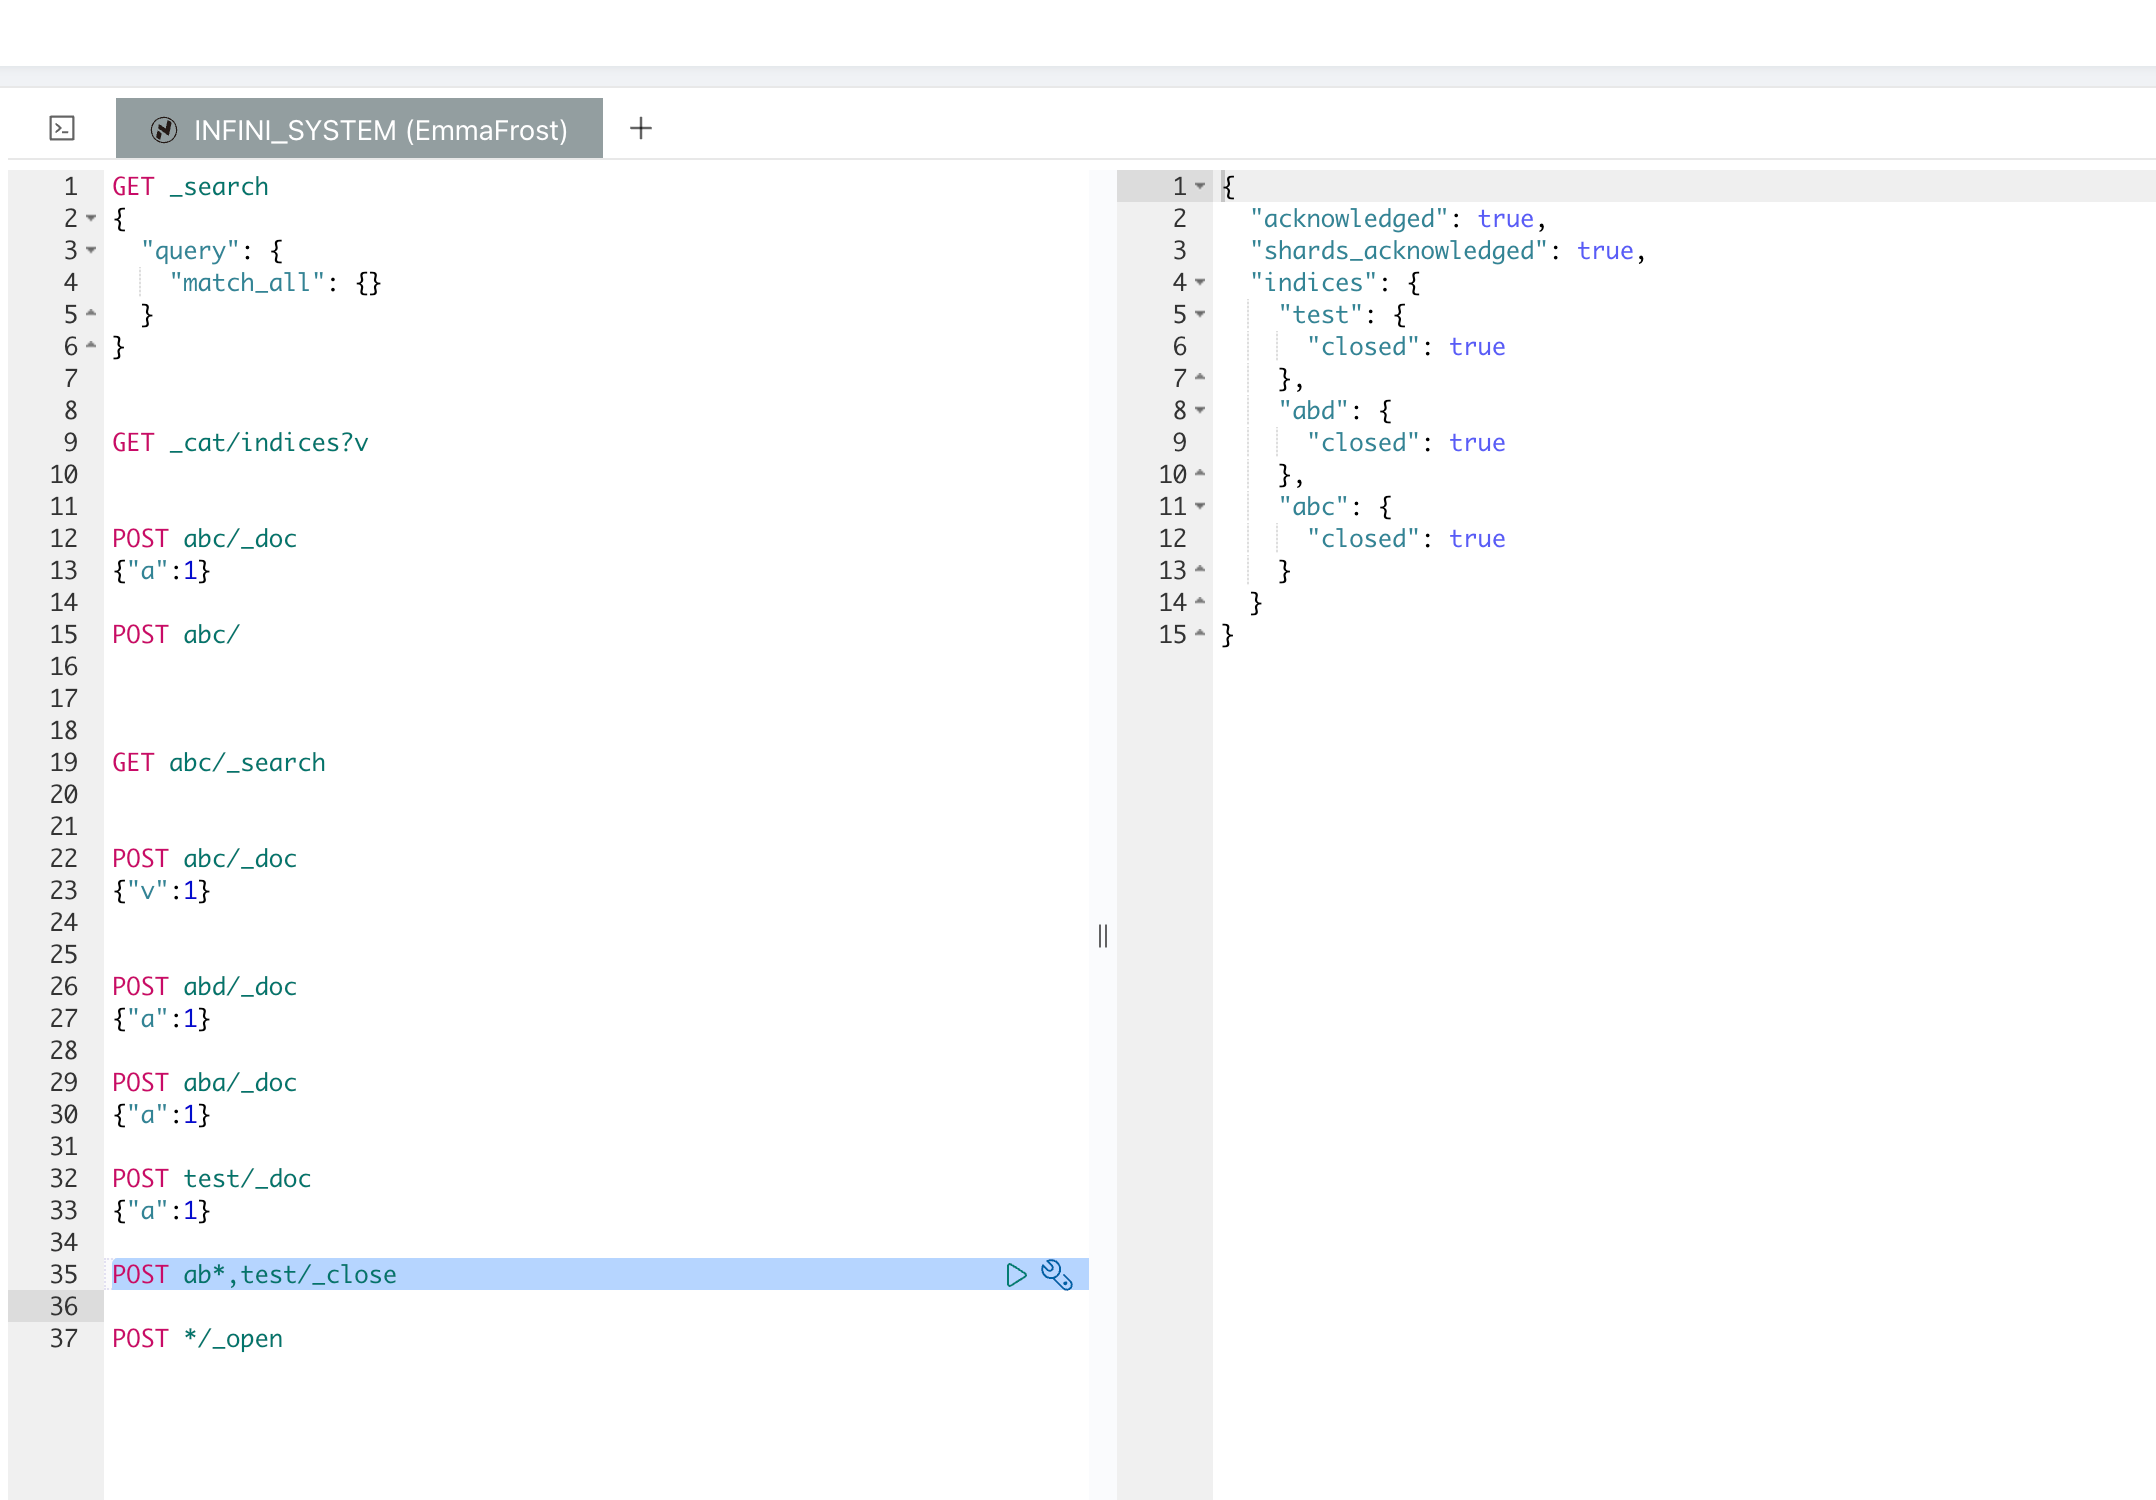 INFINI_SYSTEM (EmmaFrost)
1 GET _search
2 {
3   "query": {
4     "match_all": {}
5   }
6 }
7
8
9 GET _cat/indices?v
10
11
12 POST abc/_doc
13 {"a":1}
14
15 POST abc/
16
17
18
19 GET abc/_search
20
21
22 POST abc/_doc
23 {"v":1}
24
25
26 POST abd/_doc
27 {"a":1}
28
29 POST aba/_doc
30 {"a":1}
31
32 POST test/_doc
33 {"a":1}
34
35 POST ab*,test/_close
36
37 POST */_open
1 {
2   "acknowledged": true,
3   "shards_acknowledged": true,
4   "indices": {
5     "test": {
6       "closed": true
7     },
8     "abd": {
9       "closed": true
10     },
11     "abc": {
12       "closed": true
13     }
14   }
15 }